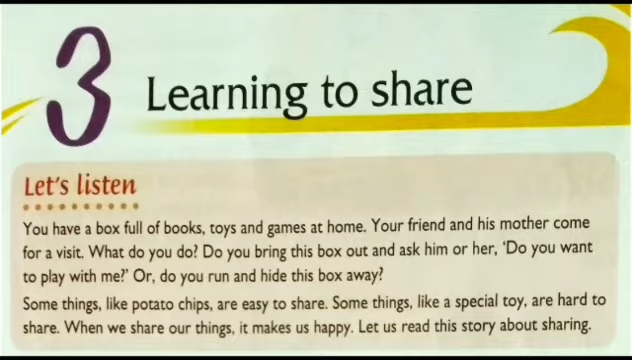 3
Learning to share
Let's listen
You have a box full of books, toys and games at home. Your friend and his mother come
for a visit. What do you do? Do you bring this box out and ask him or her, 'Do you want
to play with me?' Or, do you run and hide this box away?
Some things, like potato chips, are easy to share. Some things, like a special toy, are hard to
share. When we share our things, it makes us happy. Let us read this story about sharing.